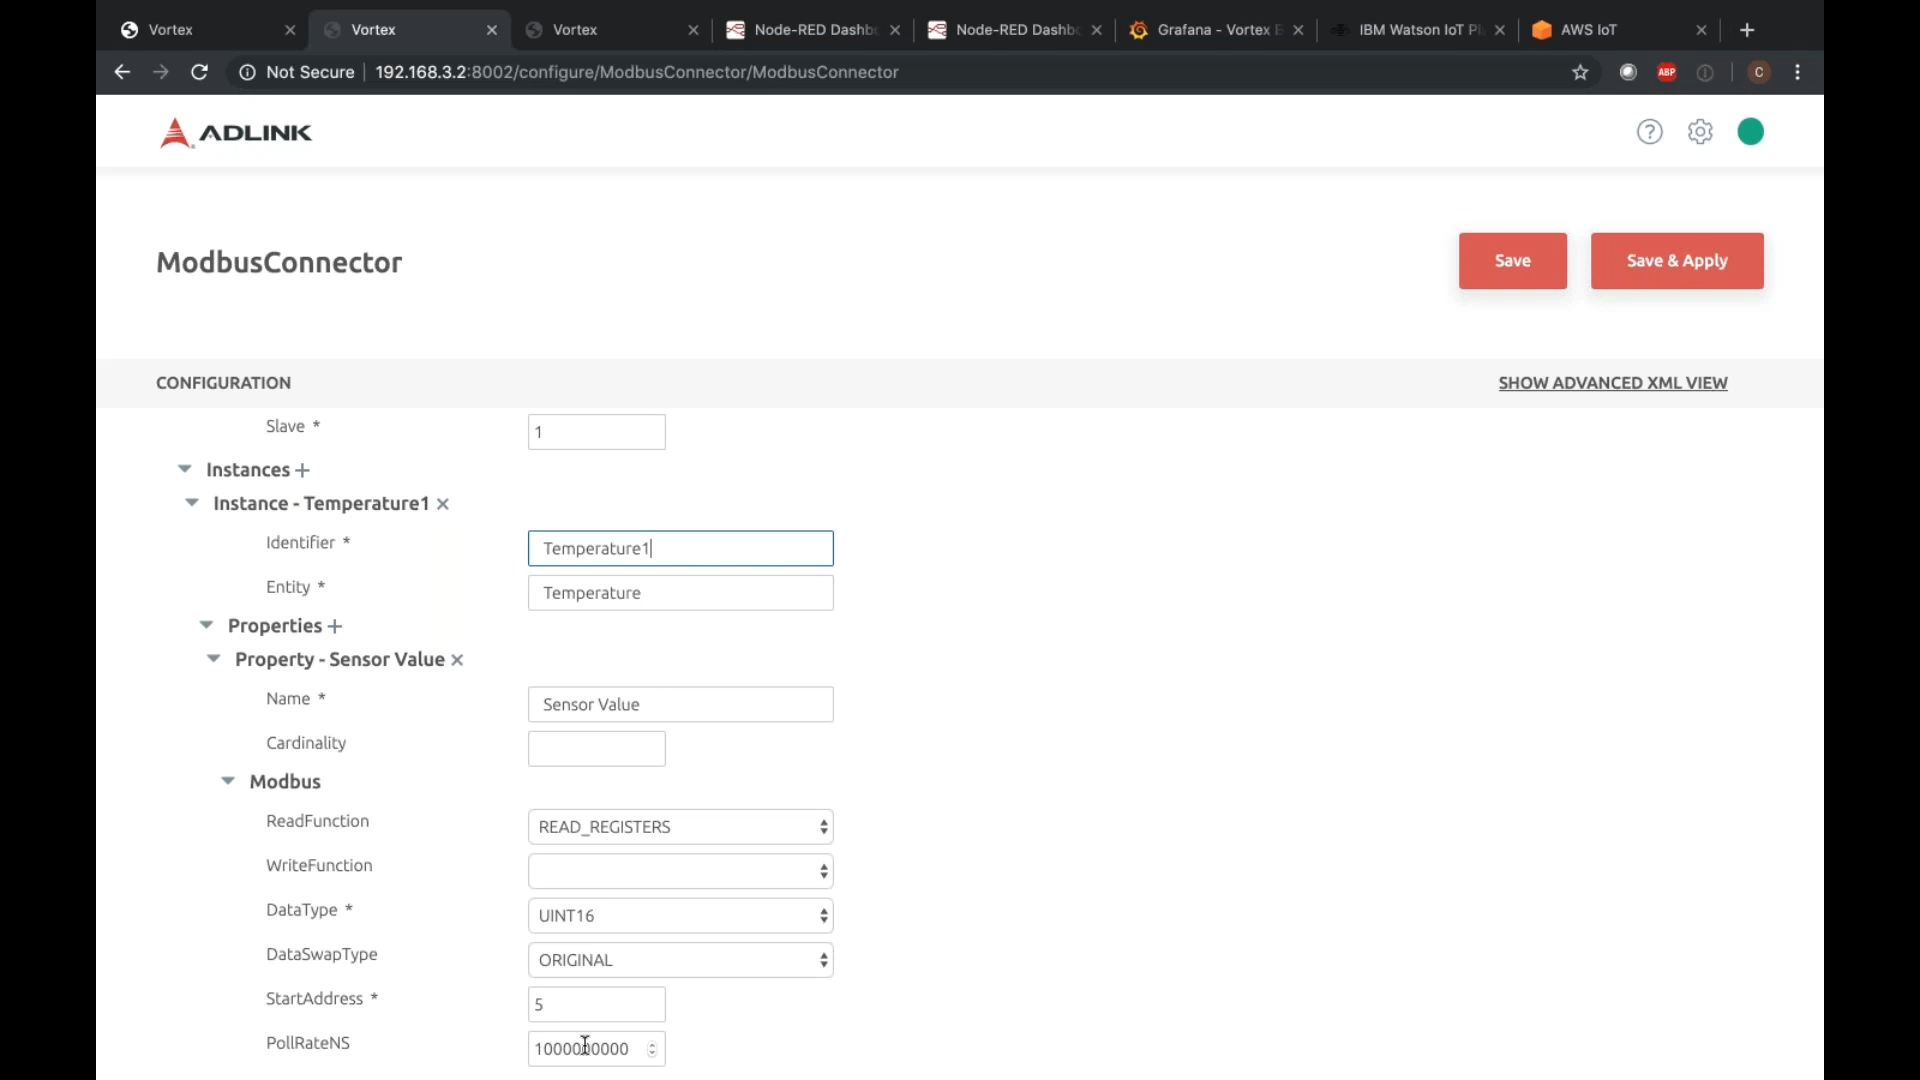 Vortex
Vortex
Vortex
Node-RED Dashb
Node-RED Dashb
Grafana - Vortex E
IBM Watson IoT Pl
AWS IoT
Not Secure
192.168.3.2:8002/configure/ModbusConnector/ModbusConnector
ABP
C
ADLINK
?
ModbusConnector
Save
Save & Apply
CONFIGURATION
SHOW ADVANCED XML VIEW
Slave *
1
Instances +
Instance - Temperature1 ×
Identifier *
Temperature1
Entity *
Temperature
Properties +
Property - Sensor Value ×
Name *
Sensor Value
Cardinality
Modbus
ReadFunction
READ_REGISTERS
WriteFunction
DataType *
UINT16
DataSwapType
ORIGINAL
StartAddress *
5
PollRateNS
1000000000